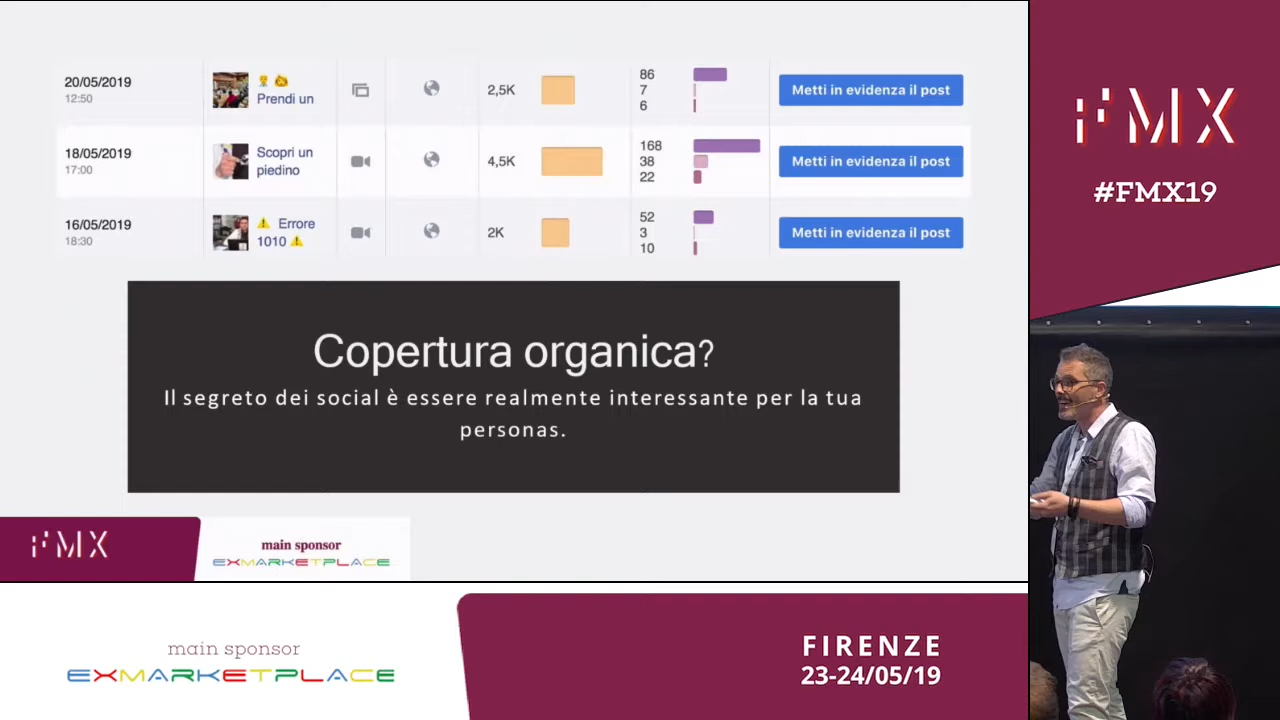 20/05/2019
12:50
Prendi un
2,5K
86
7
6
Metti in evidenza il post
18/05/2019
17:00
Scopri un
piedino
4,5K
168
38
22
Metti in evidenza il post
16/05/2019
18:30
⚠️ Errore
1010 ⚠️
2K
52
3
10
Metti in evidenza il post
Copertura organica?
Il segreto dei social è essere realmente interessante per la tua
personas.
FMX
main sponsor
EXMARKETPLACE
main sponsor
EXMARKETPLACE
FIRENZE
23-24/05/19
FMX
#FMX19